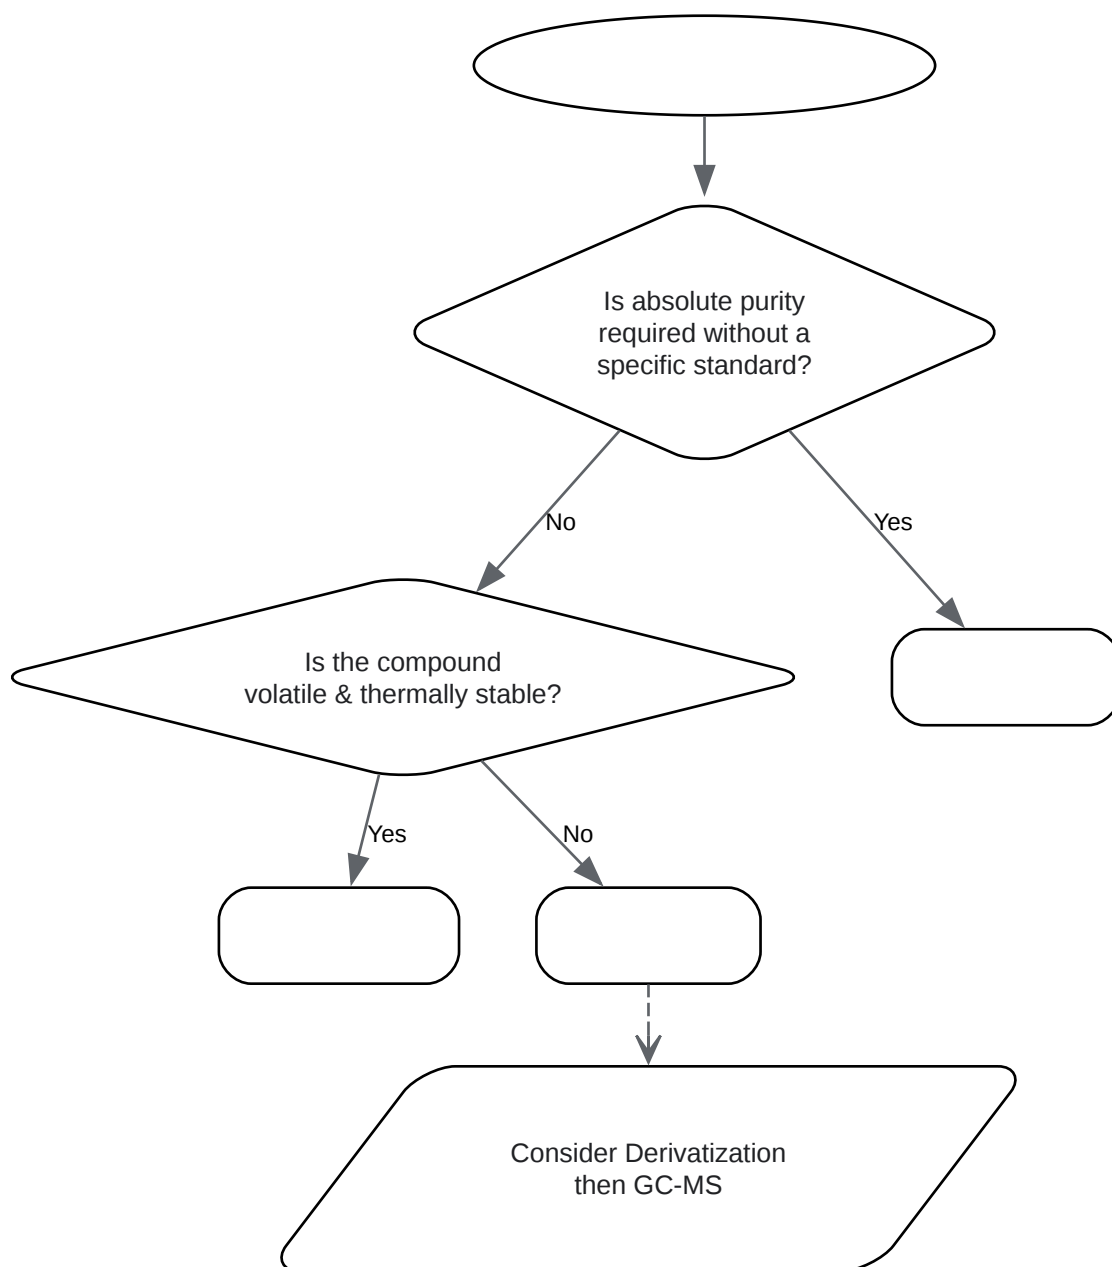 Is absolute purity
required without a
specific standard?
No
Yes
Is the compound
volatile & thermally stable?
Yes
No
Consider Derivatization
then GC-MS